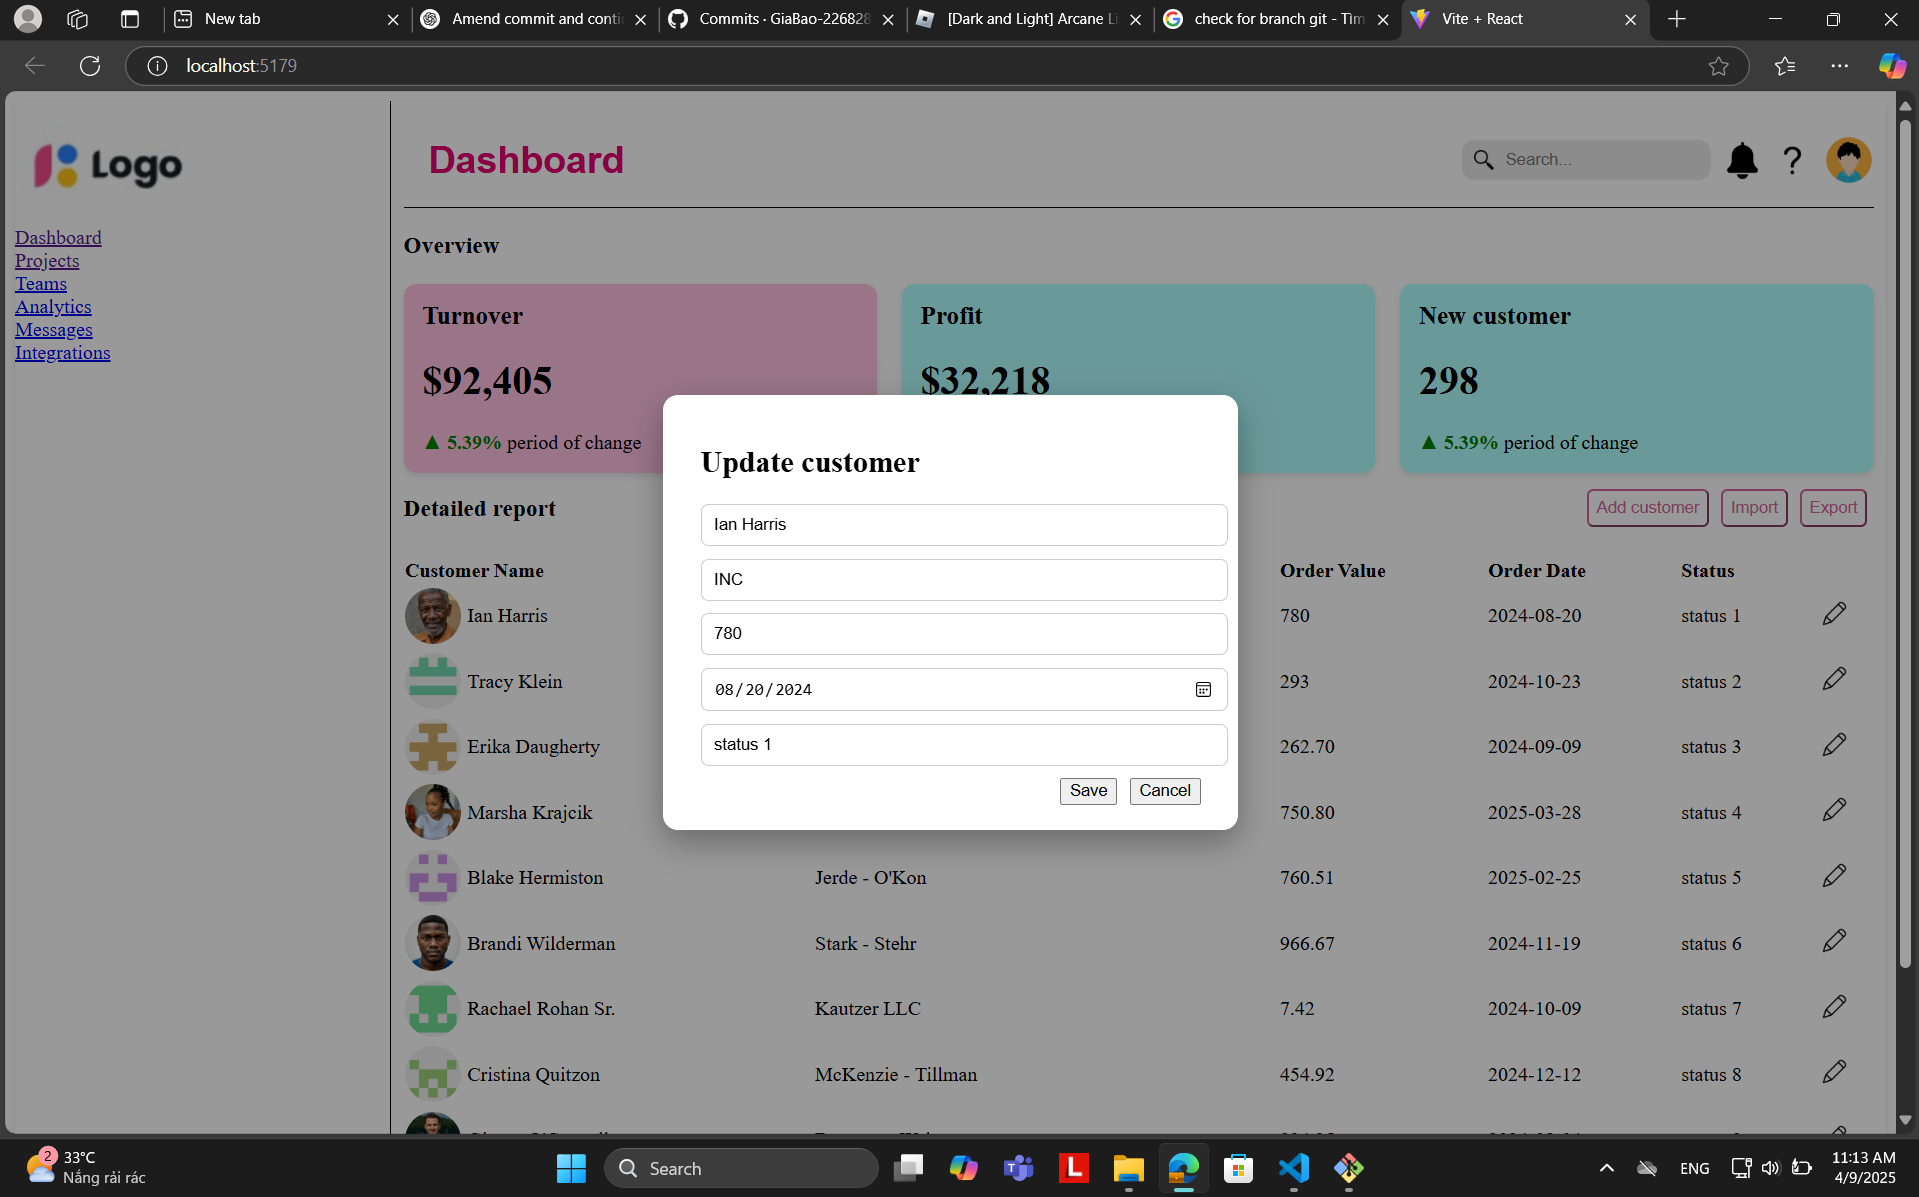 New tab
Amend commit and conti
Commits · GiaBao-226828
[Dark and Light] Arcane Li
check for branch git - Tìm
Vite + React
localhost:5179
Logo
Dashboard
Search...
?
Dashboard
Projects
Teams
Analytics
Messages
Integrations
Overview
Turnover
$92,405
▲ 5.39% period of change
Profit
$32,218
New customer
298
▲ 5.39% period of change
Detailed report
Add customer
Import
Export
Update customer
Ian Harris
INC
780
08/20/2024
status 1
Save
Cancel
Customer Name
Order Value
Order Date
Status
Ian Harris
780
2024-08-20
status 1
Tracy Klein
293
2024-10-23
status 2
Erika Daugherty
262.70
2024-09-09
status 3
Marsha Krajcik
750.80
2025-03-28
status 4
Blake Hermiston
Jerde - O'Kon
760.51
2025-02-25
status 5
Brandi Wilderman
Stark - Stehr
966.67
2024-11-19
status 6
Rachael Rohan Sr.
Kautzer LLC
7.42
2024-10-09
status 7
Cristina Quitzon
McKenzie - Tillman
454.92
2024-12-12
status 8
2
33°C
Nắng rải rác
Search
L
ENG
11:13 AM
4/9/2025